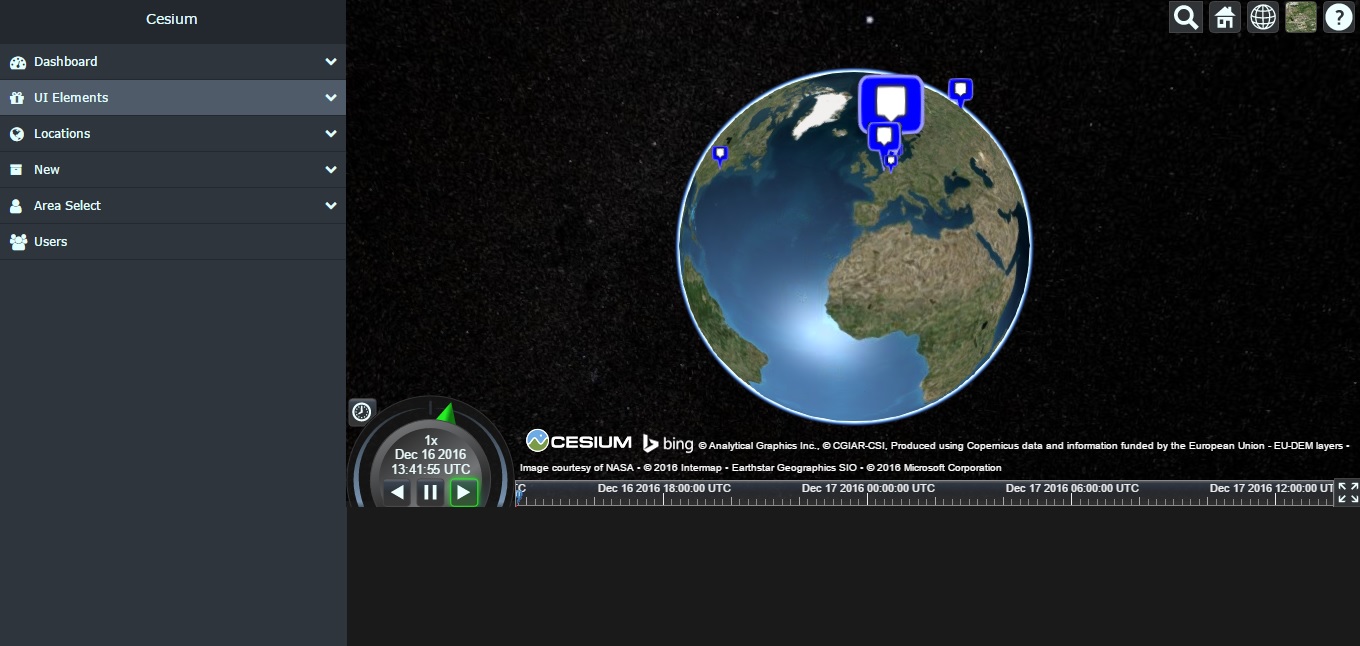 Cesium
Dashboard
UI Elements
Locations
New
Area Select
Users
?
1x
Dec 16 2016
13:41:55 UTC
CESIUM bing © Analytical Graphics Inc., © CGIAR-CSI, Produced using Copernicus data and information funded by the European Union - EU-DEM layers •
Image courtesy of NASA • © 2016 Intermap • Earthstar Geographics SIO • © 2016 Microsoft Corporation
C Dec 16 2016 18:00:00 UTC Dec 17 2016 00:00:00 UTC Dec 17 2016 06:00:00 UTC Dec 17 2016 12:00:00 UT